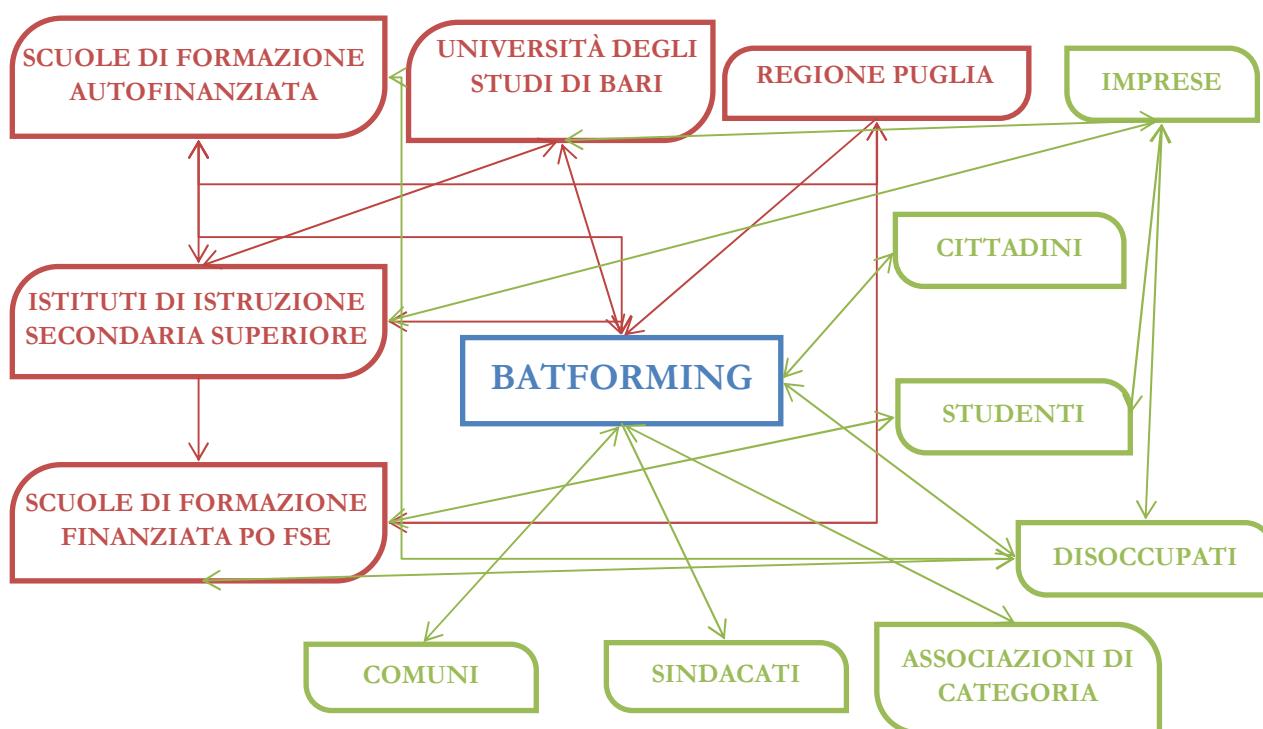 SCUOLE DI FORMAZIONE
AUTOFINANZIATA
UNIVERSITÀ DEGLI
STUDI DI BARI
REGIONE PUGLIA
IMPRESE
CITTADINI
ISTITUTI DI ISTRUZIONE
SECONDARIA SUPERIORE
BATFORMING
STUDENTI
SCUOLE DI FORMAZIONE
FINANZIATA PO FSE
DISOCCUPATI
COMUNI
SINDACATI
ASSOCIAZIONI DI
CATEGORIA